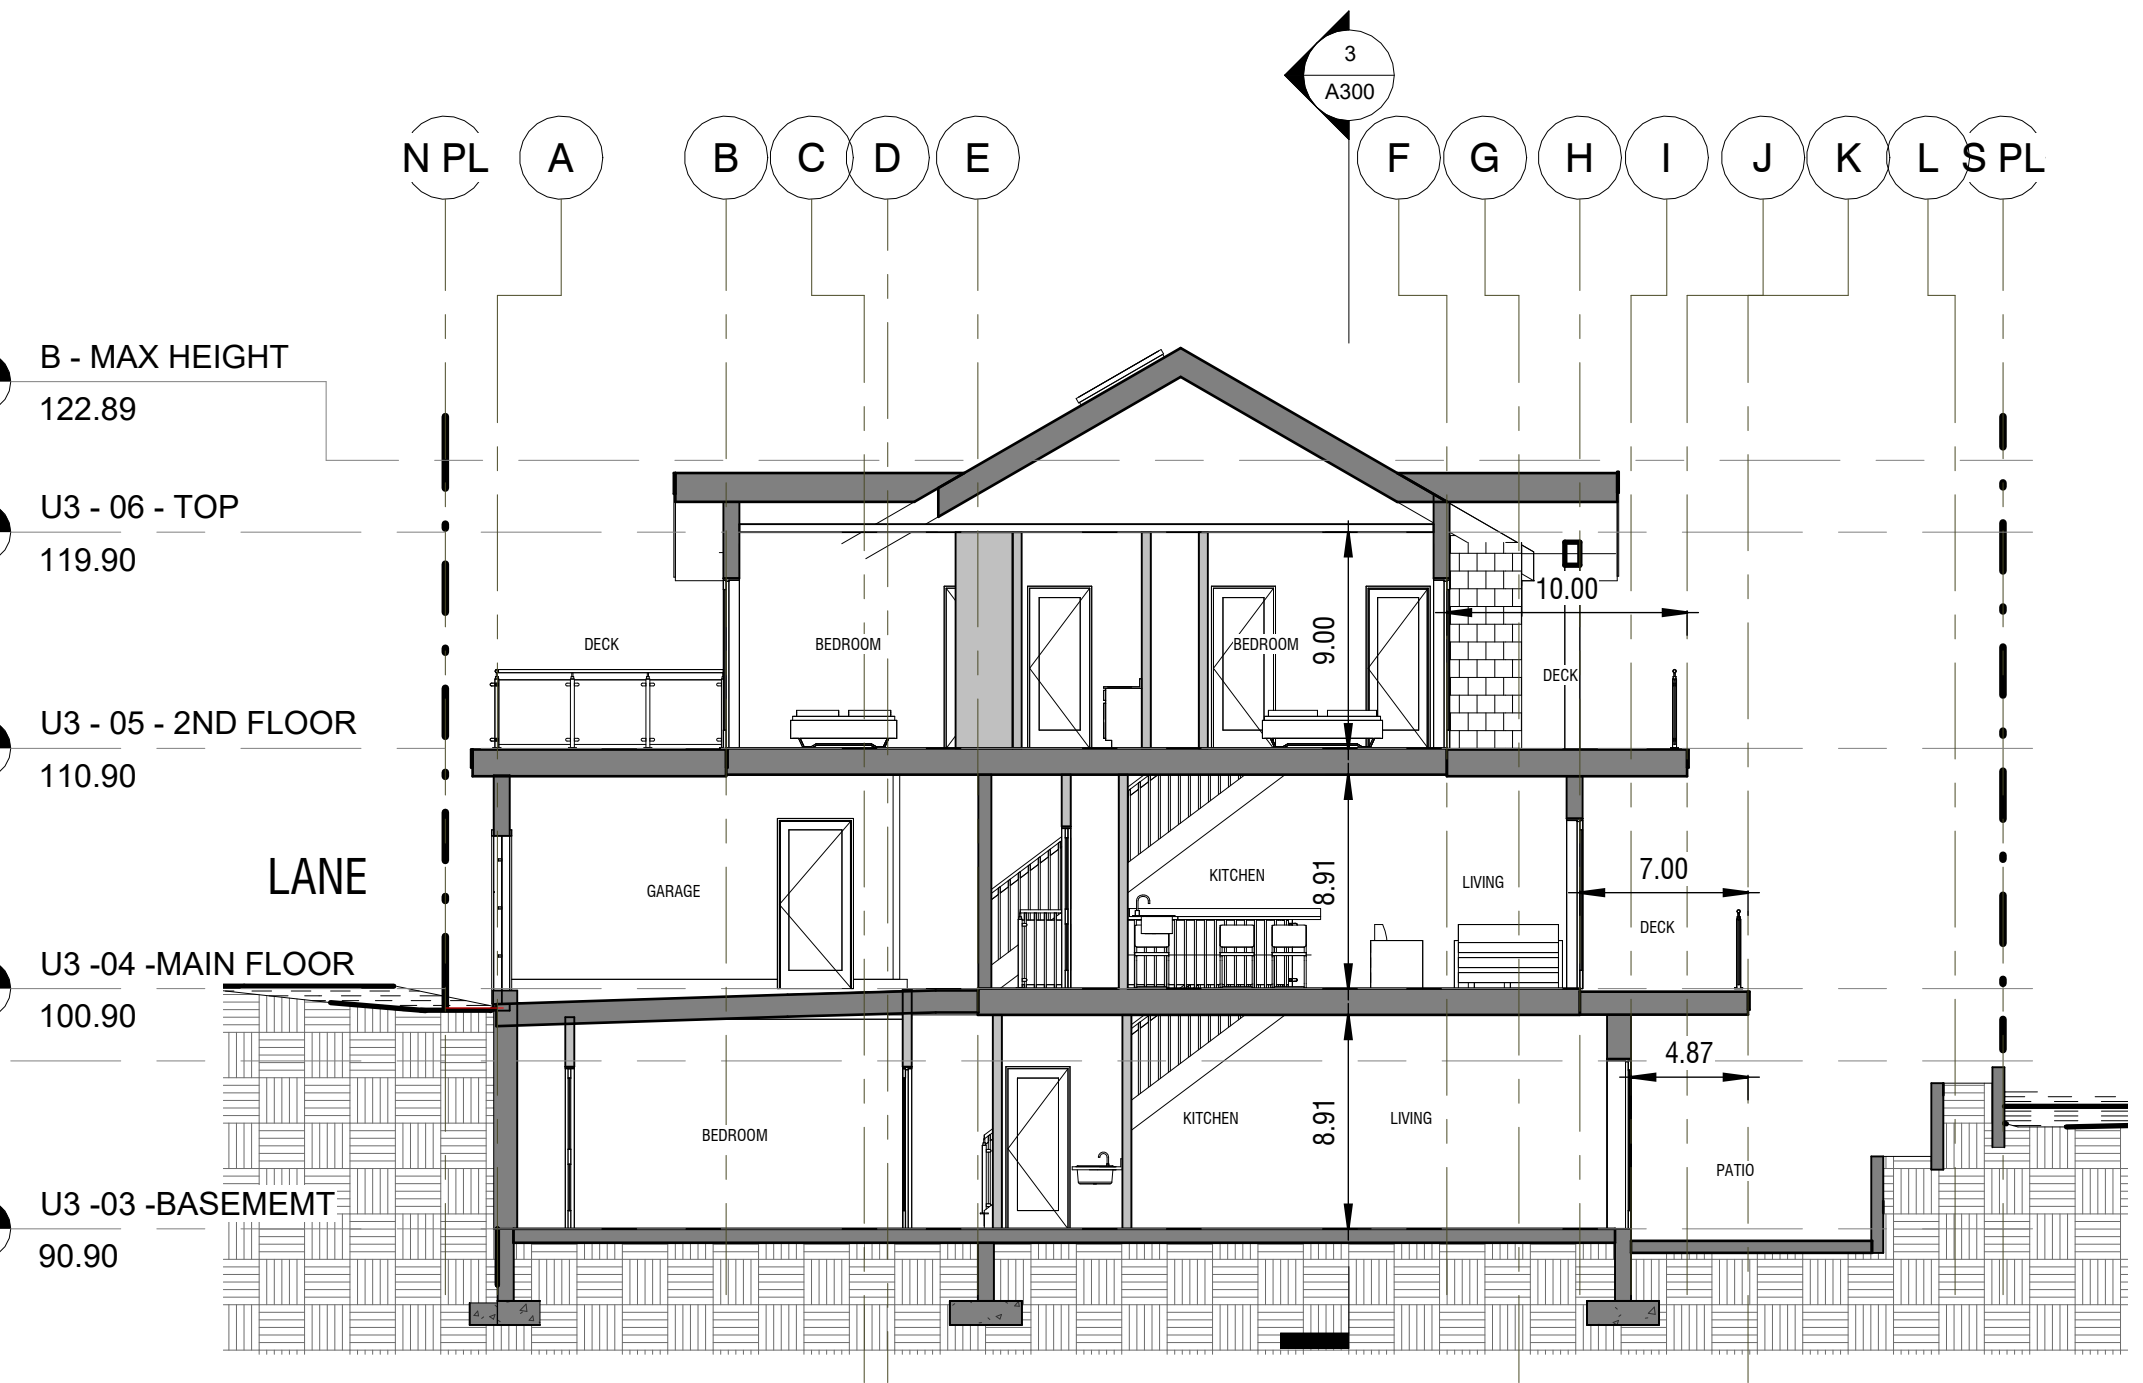 3
A300
N PL
A
B
C
D
E
F
G
H
I
J
K
L
S PL
B - MAX HEIGHT
122.89
U3 - 06 - TOP
119.90
10.00
9.00
DECK
BEDROOM
BEDROOM
DECK
U3 - 05 - 2ND FLOOR
110.90
LANE
GARAGE
KITCHEN
8.91
LIVING
7.00
DECK
U3 -04 -MAIN FLOOR
100.90
4.87
BEDROOM
KITCHEN
8.91
LIVING
PATIO
U3 -03 -BASEMEMT
90.90